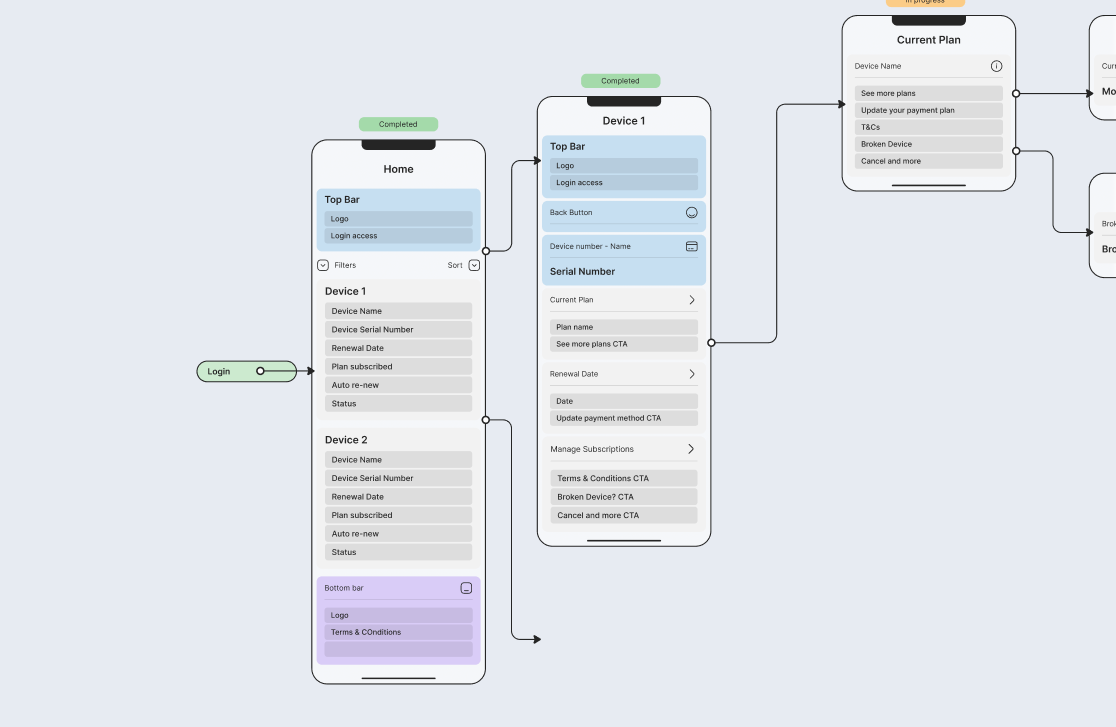 In progress
Current Plan
Device Name
See more plans
Update your payment plan
T&Cs
Broken Device
Cancel and more
Completed
Device 1
Top Bar
Logo
Login access
Back Button
Device number - Name
Serial Number
Current Plan
Plan name
See more plans CTA
Renewal Date
Date
Update payment method CTA
Manage Subscriptions
Terms & Conditions CTA
Broken Device? CTA
Cancel and more CTA
Completed
Home
Top Bar
Logo
Login access
Filters
Sort
Device 1
Device Name
Device Serial Number
Renewal Date
Plan subscribed
Auto re-new
Status
Device 2
Device Name
Device Serial Number
Renewal Date
Plan subscribed
Auto re-new
Status
Bottom bar
Logo
Terms & COnditions
Login